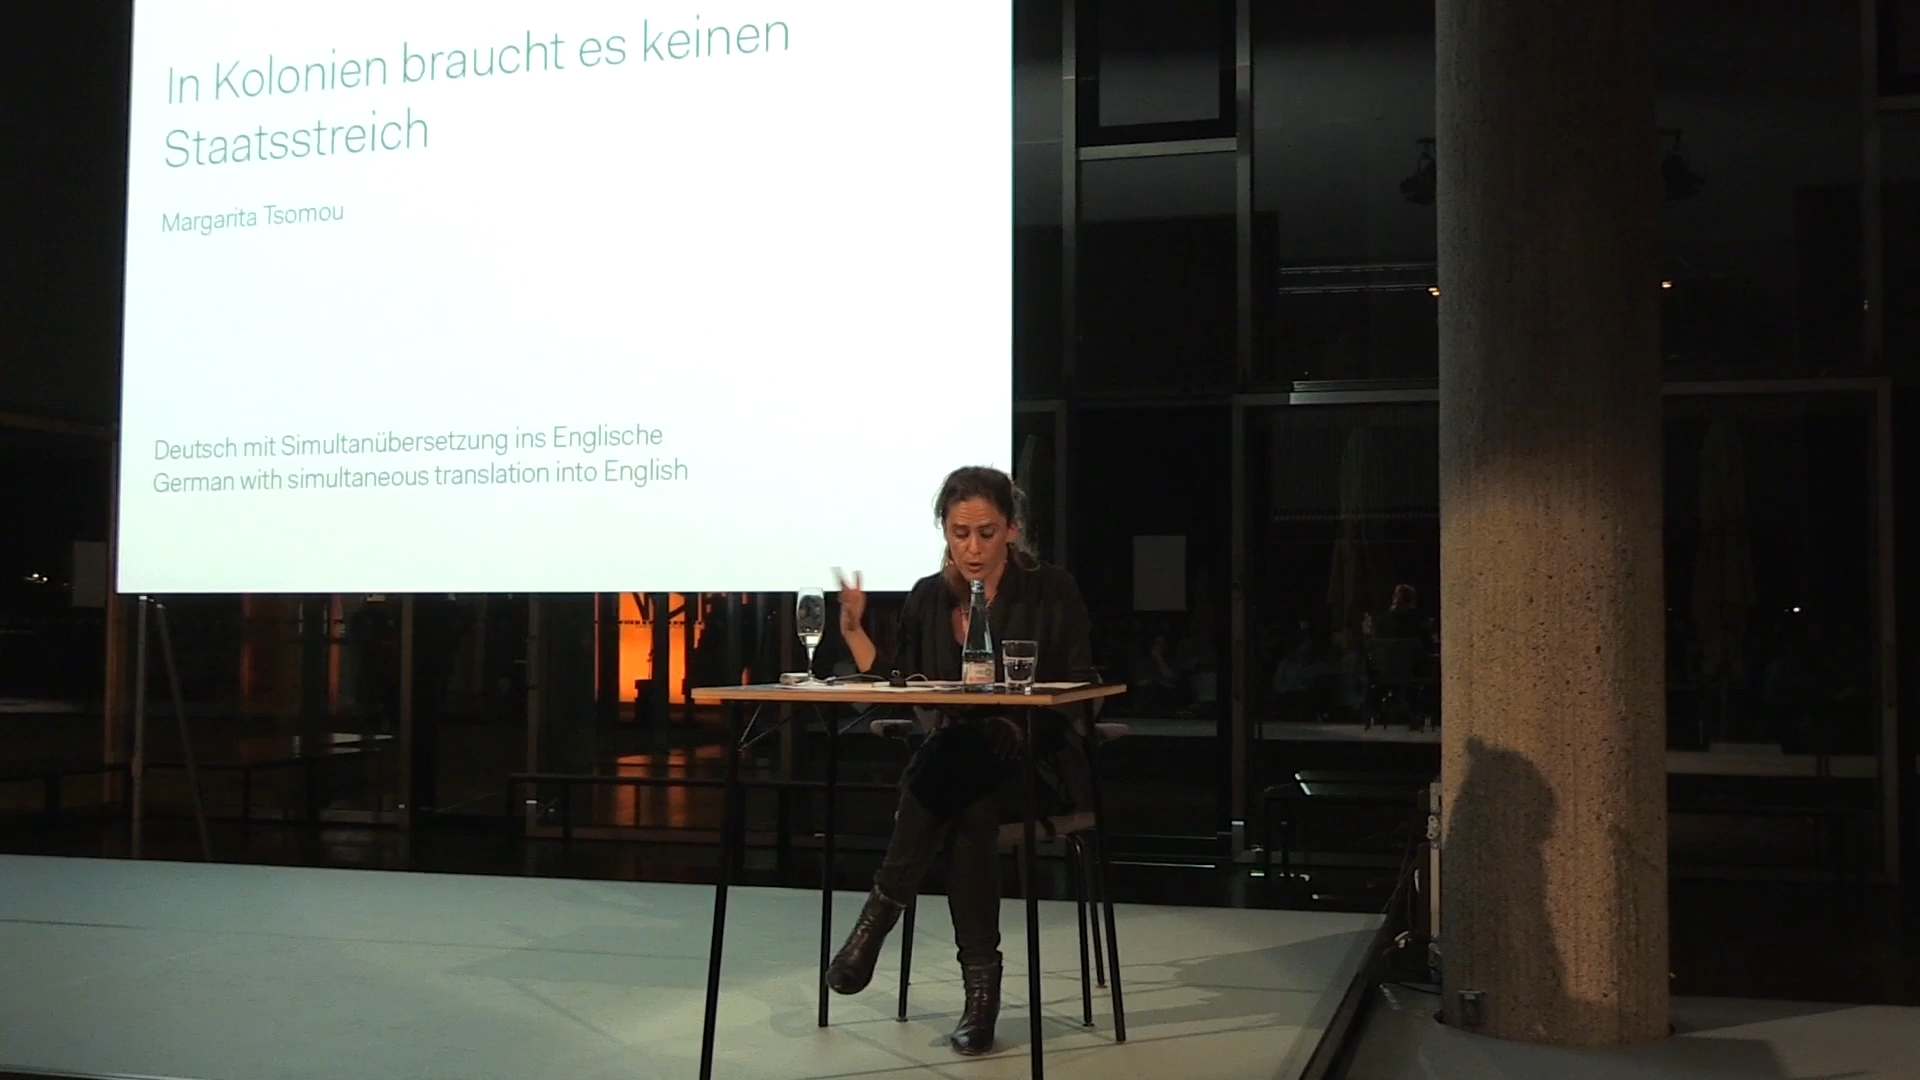 In Kolonien braucht es keinen
Staatsstreich
Margarita Tsomou
Deutsch mit Simultanübersetzung ins Englische
German with simultaneous translation into English